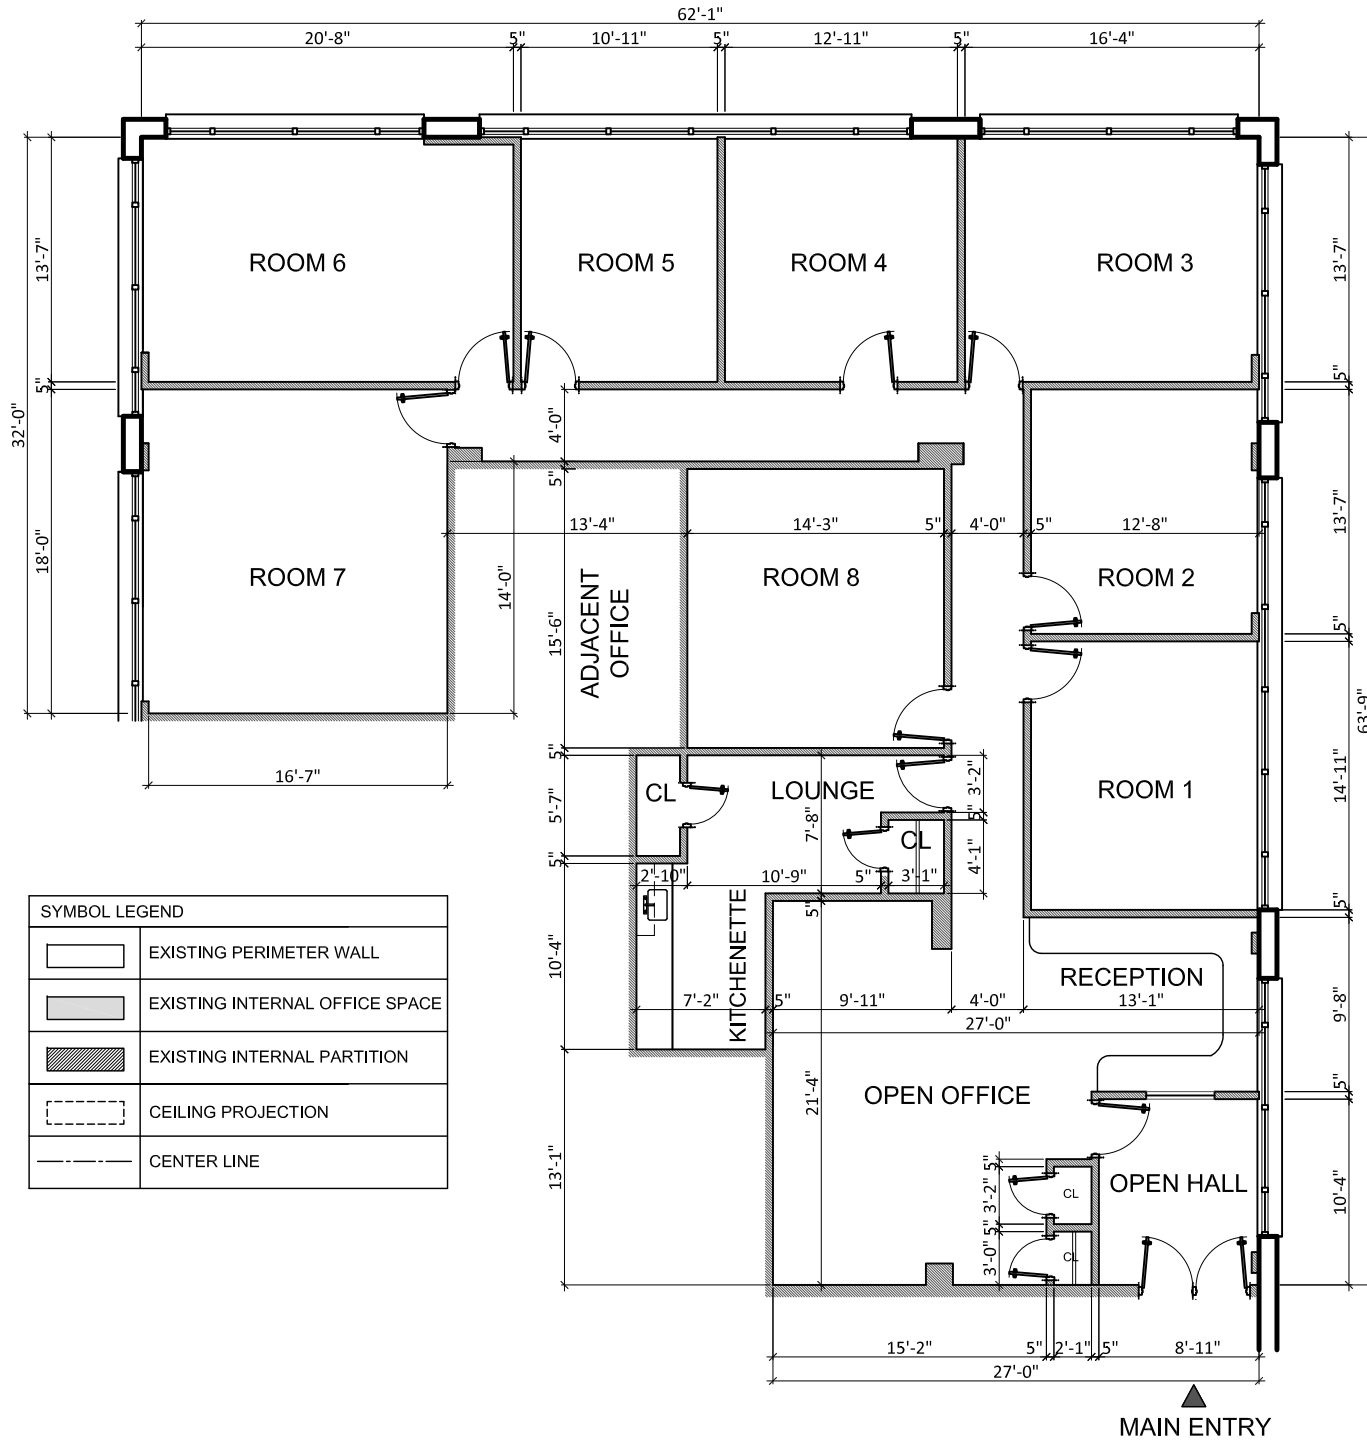 62'-1"
20'-8" 5" 10'-11" 5" 12'-11" 5" 16'-4"
13'-7"
5"
32'-0"
18'-0"
ROOM 6
ROOM 5
ROOM 4
ROOM 3
13'-7"
5"
4'-0"
5"
13'-4" 14'-3" 5" 4'-0" 5" 12'-8"
13'-7"
5"
ROOM 7
14'-0"
15'-6"
ADJACENT
OFFICE
ROOM 8
ROOM 2
63'-9"
16'-7"
5"
5'-7"
5"
CL
LOUNGE
7'-8"
3'-2"
5"
4'-1"
CL
ROOM 1
14'-11"
5"
2'-10" 10'-9" 5" 3'-1"
5"
10'-4"
KITCHENETTE
RECEPTION
9'-8"
5"
7'-2" 5" 9'-11" 4'-0" 13'-1"
27'-0"
OPEN OFFICE
21'-4"
13'-1"
5"
3'-2"
5"
3'-0"
CL
CL
OPEN HALL
10'-4"
15'-2" 5" 2'-1" 5" 8'-11"
27'-0"
MAIN ENTRY
SYMBOL LEGEND
EXISTING PERIMETER WALL
EXISTING INTERNAL OFFICE SPACE
EXISTING INTERNAL PARTITION
CEILING PROJECTION
CENTER LINE